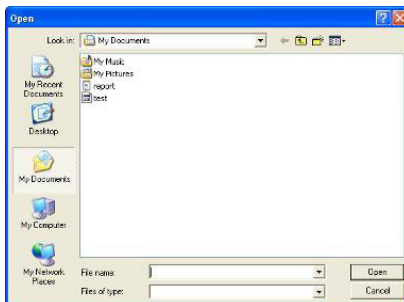 Open
Look in: My Documents
My Music
My Pictures
report
test
My Recent
Documents
Desktop
My Documents
My Computer
My Network
Places
File name:
Open
Files of type:
Cancel